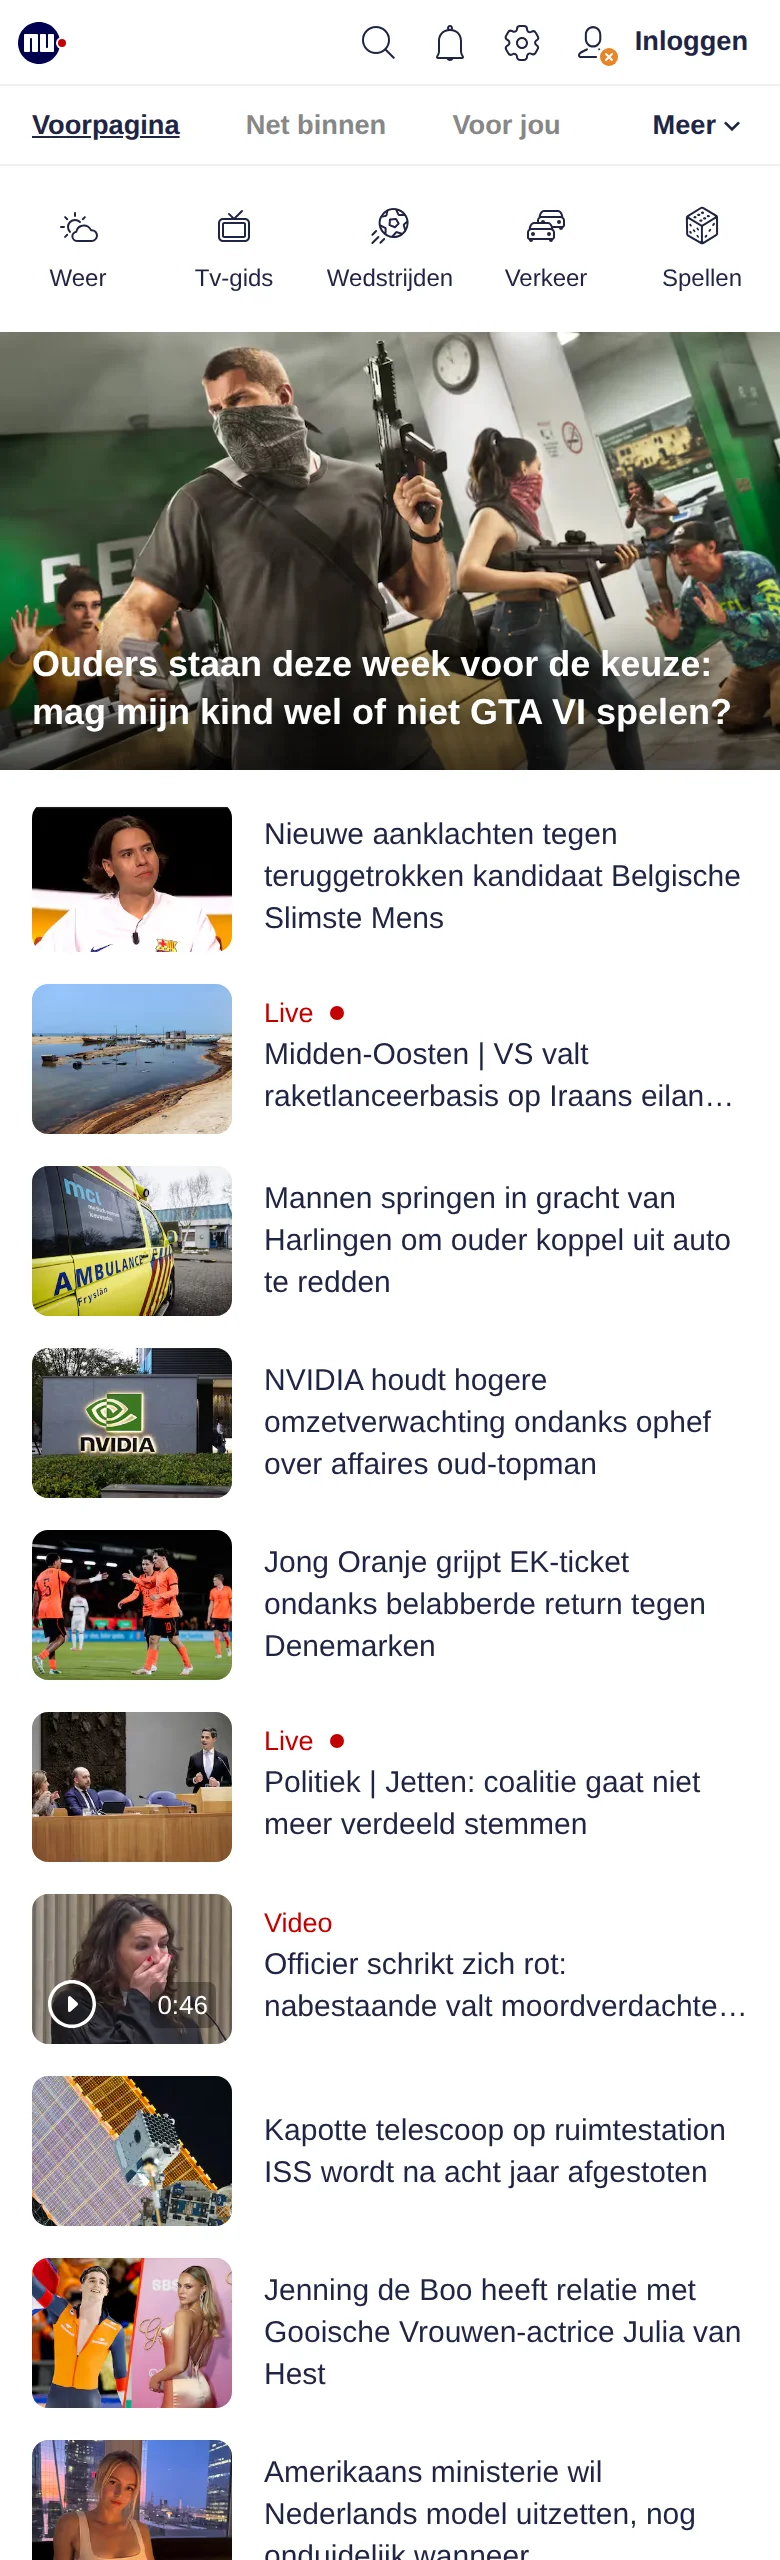 nu
Inloggen
Voorpagina
Net binnen
Voor jou
Meer
Weer
Tv-gids
Wedstrijden
Verkeer
Spellen
Ouders staan deze week voor de keuze:
mag mijn kind wel of niet GTA VI spelen?
Nieuwe aanklachten tegen
teruggetrokken kandidaat Belgische
Slimste Mens
Live
Midden-Oosten | VS valt
raketlanceerbasis op Iraans eilan…
mcl
AMBULANCE
Fryslân
Mannen springen in gracht van
Harlingen om ouder koppel uit auto
te redden
NVIDIA
NVIDIA houdt hogere
omzetverwachting ondanks ophef
over affaires oud-topman
Jong Oranje grijpt EK-ticket
ondanks belabberde return tegen
Denemarken
Live
Politiek | Jetten: coalitie gaat niet
meer verdeeld stemmen
0:46
Video
Officier schrikt zich rot:
nabestaande valt moordverdachte…
Kapotte telescoop op ruimtestation
ISS wordt na acht jaar afgestoten
SBS
Jenning de Boo heeft relatie met
Gooische Vrouwen-actrice Julia van
Hest
Amerikaans ministerie wil
Nederlands model uitzetten, nog
onduidelijk wanneer